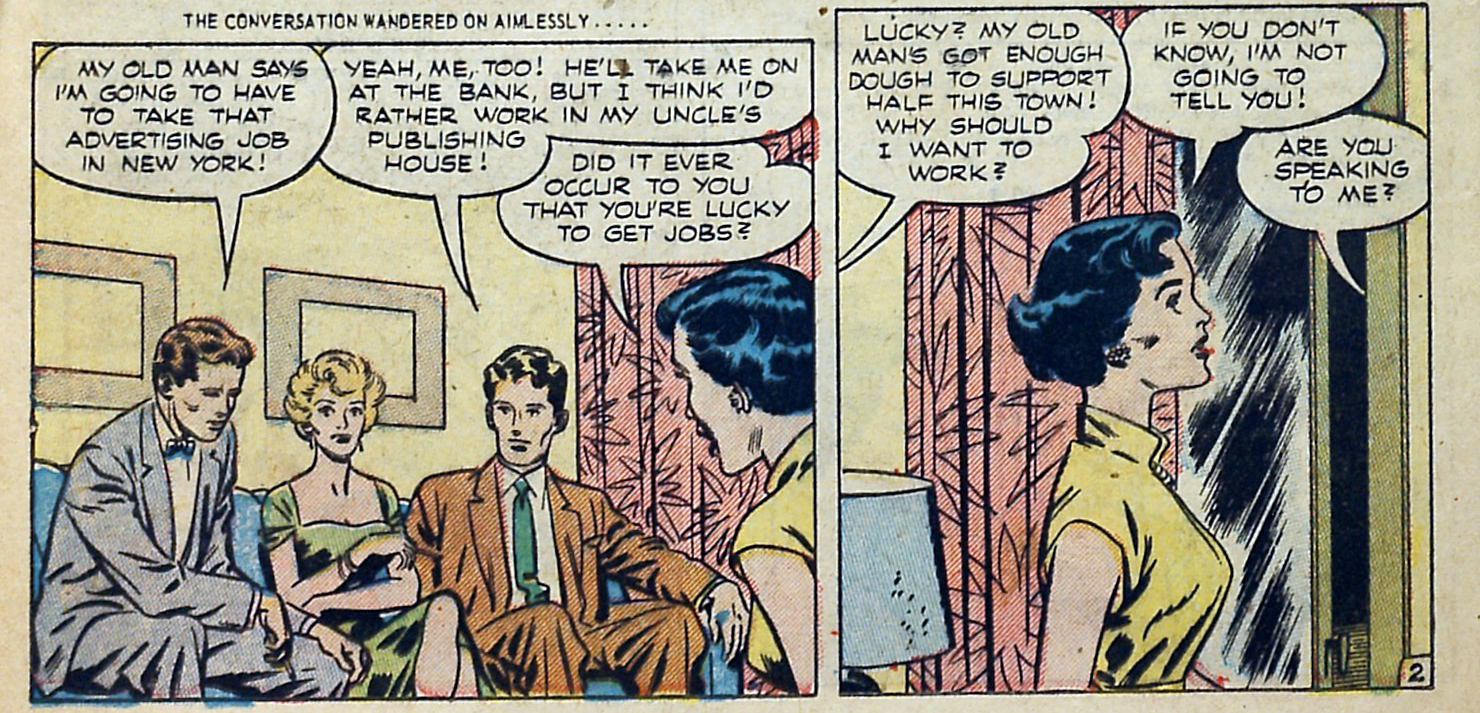 THE CONVERSATION WANDERED ON AIMLESSLY.....
MY OLD MAN SAYS
I'M GOING TO HAVE
TO TAKE THAT
ADVERTISING JOB
IN NEW YORK!
YEAH, ME, TOO! HE'LL TAKE ME ON
AT THE BANK, BUT I THINK I'D
RATHER WORK IN MY UNCLE'S
PUBLISHING
HOUSE!
DID IT EVER
OCCUR TO YOU
THAT YOU'RE LUCKY
TO GET JOBS?
LUCKY? MY OLD
MAN'S GOT ENOUGH
DOUGH TO SUPPORT
HALF THIS TOWN!
WHY SHOULD
I WANT TO
WORK?
IF YOU DON'T
KNOW, I'M NOT
GOING TO
TELL YOU!
ARE YOU
SPEAKING
TO ME?
2